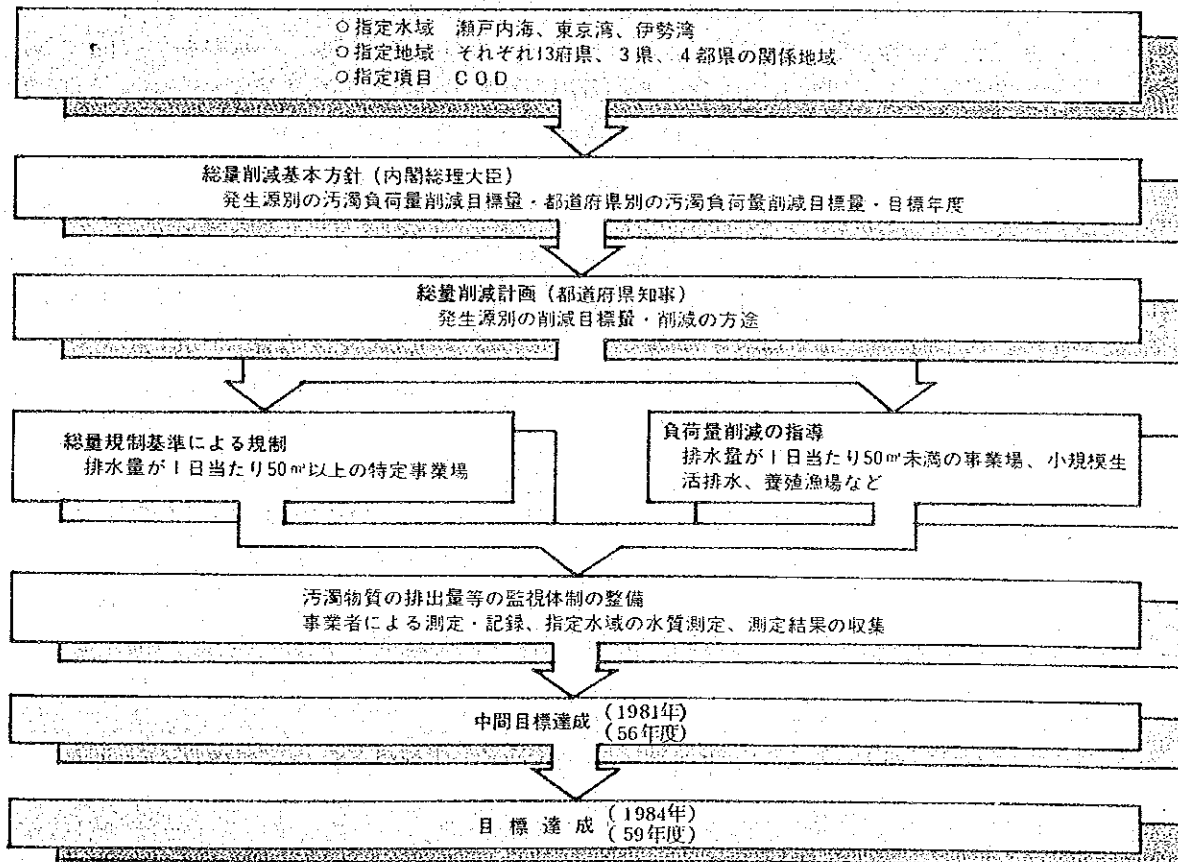 ○指定水域 瀬戸内海、東京湾、伊勢湾
○指定地域 それぞれ13府県、3県、4都県の関係地域
○指定項目 COD
総量削減基本方針(内閣総理大臣)
発生源別の汚濁負荷量削減目標量・都道府県別の汚濁負荷量削減目標量・目標年度
総量削減計画(都道府県知事)
発生源別の削減目標量・削減の方途
総量規制基準による規制
排水量が1日当たり50㎥以上の特定事業場
負荷量削減の指導
排水量が1日当たり50㎥未満の事業場、小規模生
活排水、養殖漁場など
汚濁物質の排出量等の監視体制の整備
事業者による測定・記録、指定水域の水質測定、測定結果の収集
中間目標達成(1981年)
(56年度)
目標達成(1984年)
(59年度)